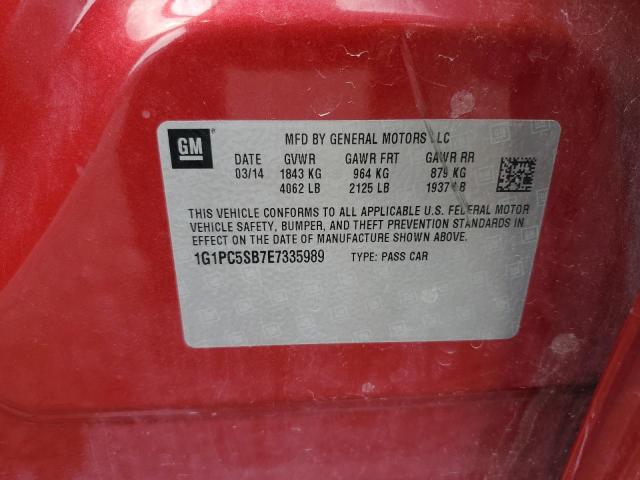 GM
MFD BY GENERAL MOTORS LLC
DATE GVWR GAWR FRT GAWR RR
03/14 1843 KG 964 KG 879 KG
4062 LB 2125 LB 1937 LB
THIS VEHICLE CONFORMS TO ALL APPLICABLE U.S. FEDERAL MOTOR
VEHICLE SAFETY, BUMPER, AND THEFT PREVENTION STANDARDS IN
EFFECT ON THE DATE OF MANUFACTURE SHOWN ABOVE.
1G1PC5SB7E7335989 TYPE: PASS CAR